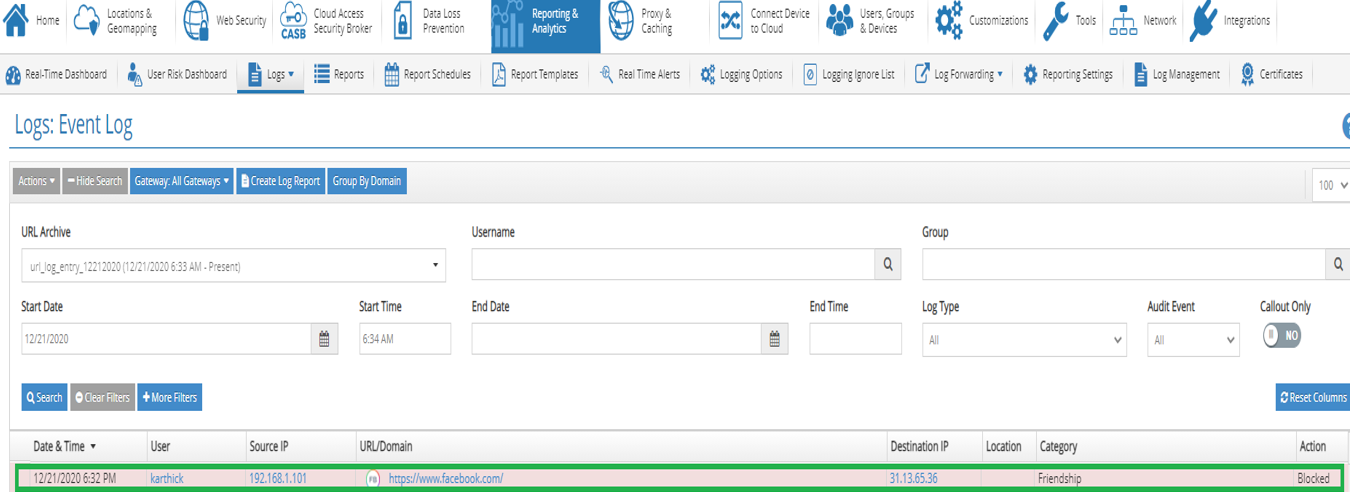 Home
Locations &
Geomapping
Web Security
CASB
Cloud Access
Security Broker
Data Loss
Prevention
Reporting &
Analytics
Proxy &
Caching
Connect Device
to Cloud
Users, Groups
& Devices
Customizations
Tools
Network
Integrations
Real-Time Dashboard
User Risk Dashboard
Logs
Reports
Report Schedules
Report Templates
Real Time Alerts
Logging Options
Logging Ignore List
Log Forwarding
Reporting Settings
Log Management
Certificates
Logs: Event Log
Actions
Hide Search
Gateway: All Gateways
Create Log Report
Group By Domain
100
URL Archive
Username
Group
url_log_entry_12212020 (12/21/2020 6:33 AM - Present)
Start Date
Start Time
End Date
End Time
Log Type
Audit Event
Callout Only
12/21/2020
6:34 AM
All
All
NO
Search
Clear Filters
More Filters
Reset Columns
Date & Time
User
Source IP
URL/Domain
Destination IP
Location
Category
Action
12/21/2020 6:32 PM
karthick
192.168.1.101
https://www.facebook.com/
31.13.65.36
Friendship
Blocked